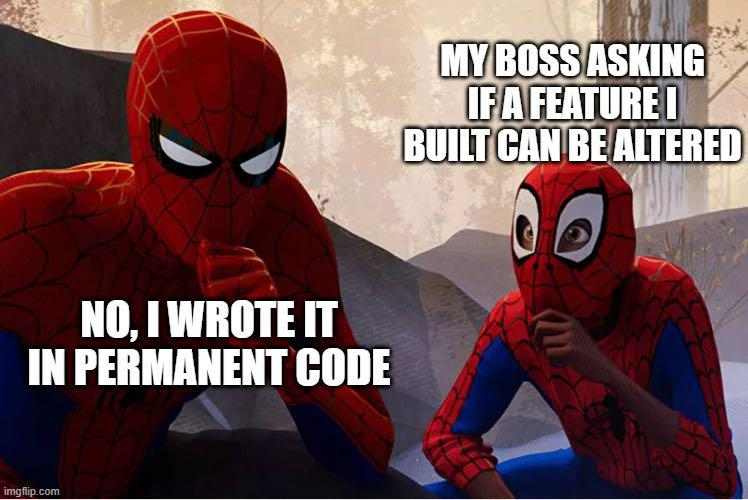 MY BOSS ASKING
IF A FEATURE I
BUILT CAN BE ALTERED
NO, I WROTE IT
IN PERMANENT CODE
imgflip.com